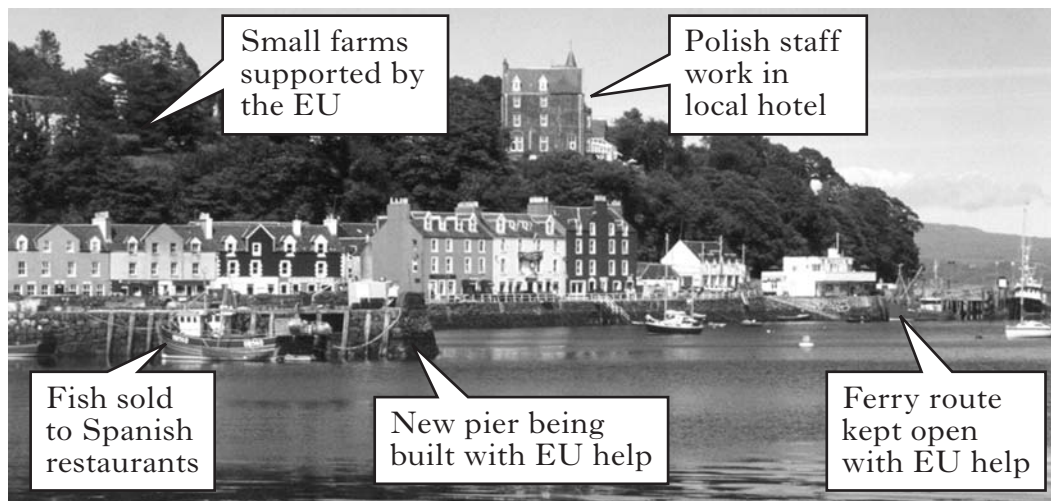 Small farms
supported by
the EU
Polish staff
work in
local hotel
Fish sold
to Spanish
restaurants
New pier being
built with EU help
Ferry route
kept open
with EU help